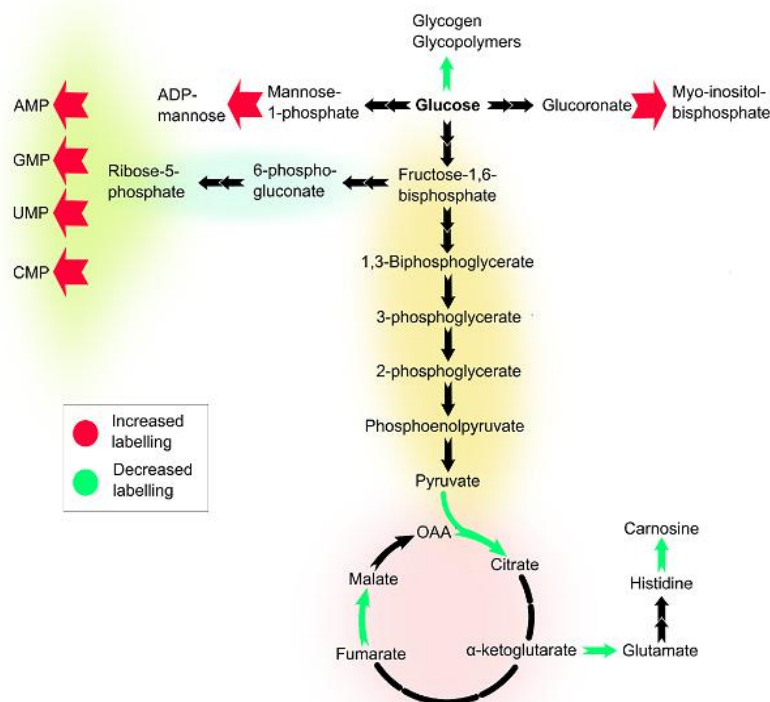 Glycogen
Glycopolymers
AMP
ADP-
mannose
Mannose-
1-phosphate
Glucose
Glucoronate
Myo-inositol-
bisphosphate
GMP
Ribose-5-
phosphate
6-phospho-
gluconate
Fructose-1,6-
bisphosphate
UMP
CMP
1,3-Biphosphoglycerate
3-phosphoglycerate
2-phosphoglycerate
Phosphoenolpyruvate
Pyruvate
Increased
labelling
Decreased
labelling
OAA
Citrate
Malate
Fumarate
α-ketoglutarate
Glutamate
Histidine
Carnosine